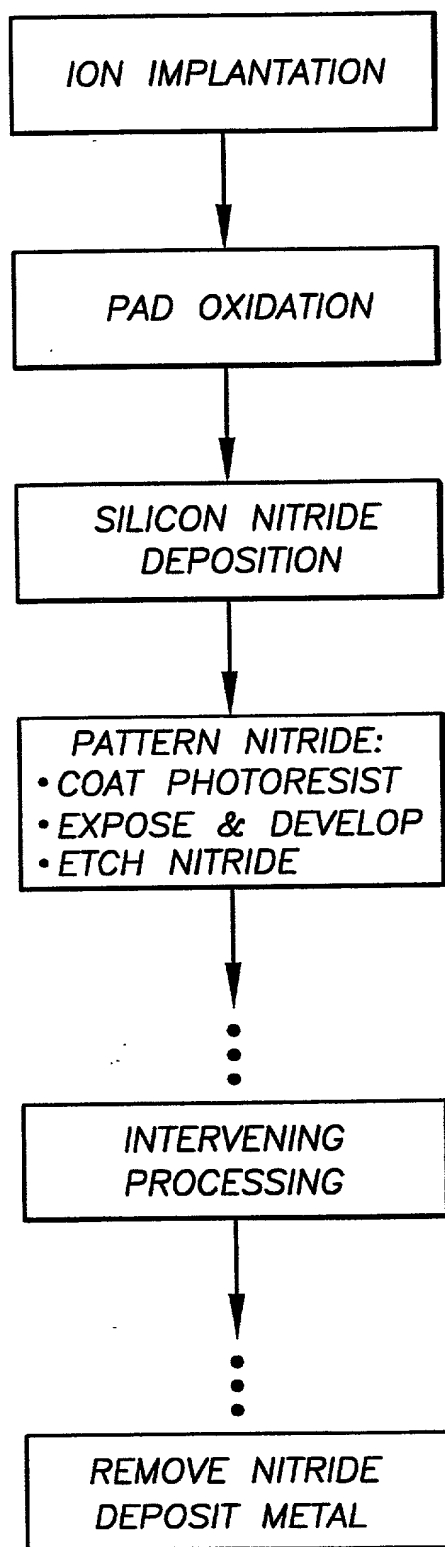 ION IMPLANTATION
PAD OXIDATION
SILICON NITRIDE
DEPOSITION
PATTERN NITRIDE:
• COAT PHOTORESIST
• EXPOSE & DEVELOP
• ETCH NITRIDE
INTERVENING
PROCESSING
REMOVE NITRIDE
DEPOSIT METAL